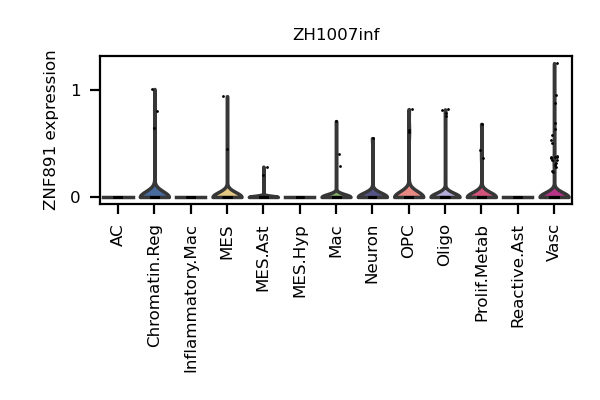 ZH1007inf
ZNF891 expression
1
0
AC
Chromatin.Reg
Inflammatory.Mac
MES
MES.Ast
MES.Hyp
Mac
Neuron
OPC
Oligo
Prolif.Metab
Reactive.Ast
Vasc